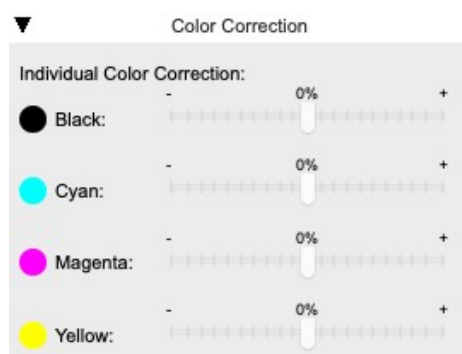 ▼ Color Correction
Individual Color Correction:
- 0% +
Black:
- 0% +
Cyan:
- 0% +
Magenta:
- 0% +
Yellow: